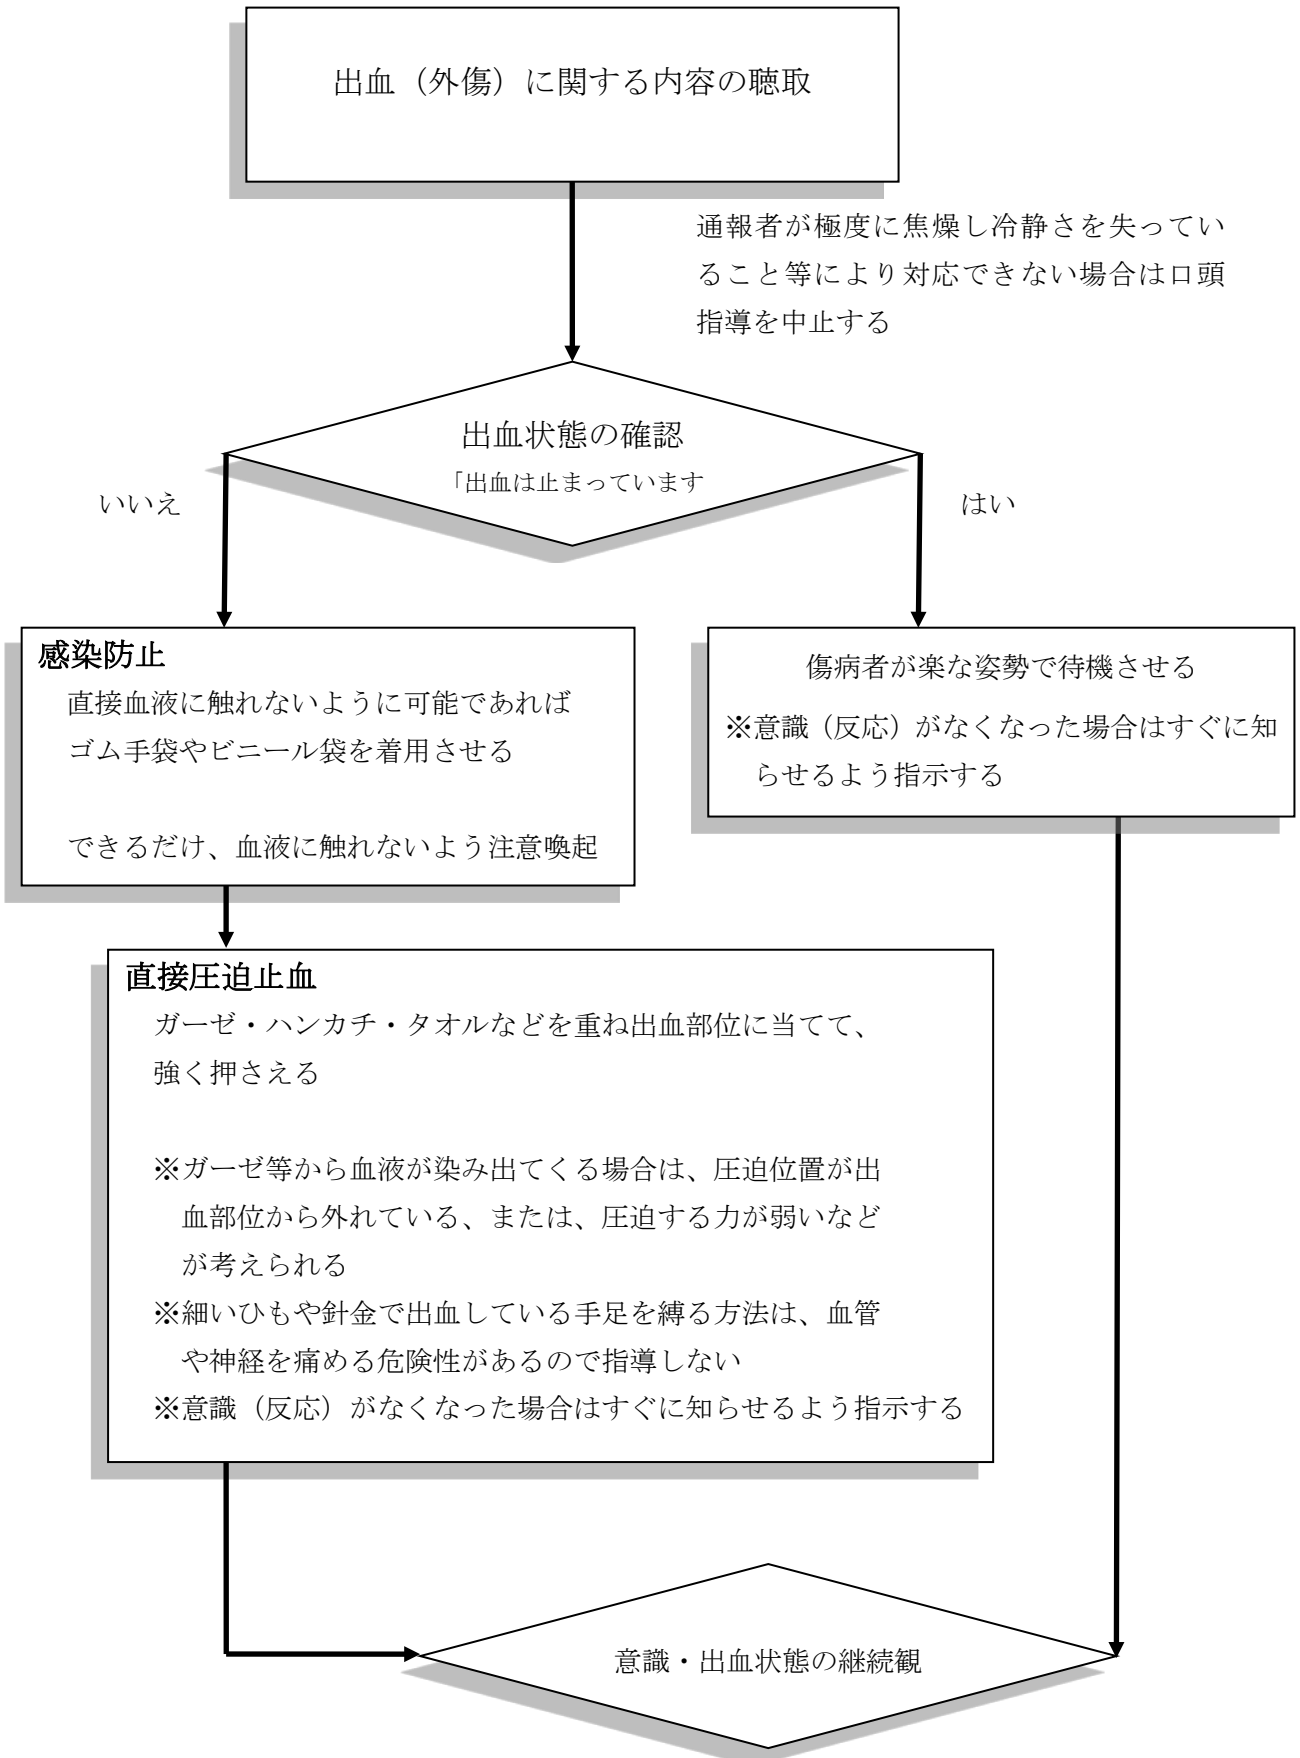 出血（外傷）に関する内容の聴取
通報者が極度に焦燥し冷静さを失ってい
ること等により対応できない場合は口頭
指導を中止する
出血状態の確認
「出血は止まっています
いいえ
はい
感染防止
直接血液に触れないように可能であれば
ゴム手袋やビニール袋を着用させる
できるだけ、血液に触れないよう注意喚起
傷病者が楽な姿勢で待機させる
※意識（反応）がなくなった場合はすぐに知
らせるよう指示する
直接圧迫止血
ガーゼ・ハンカチ・タオルなどを重ね出血部位に当てて、
強く押さえる
※ガーゼ等から血液が染み出てくる場合は、圧迫位置が出
血部位から外れている、または、圧迫する力が弱いなど
が考えられる
※細いひもや針金で出血している手足を縛る方法は、血管
や神経を痛める危険性があるので指導しない
※意識（反応）がなくなった場合はすぐに知らせるよう指示する
意識・出血状態の継続観